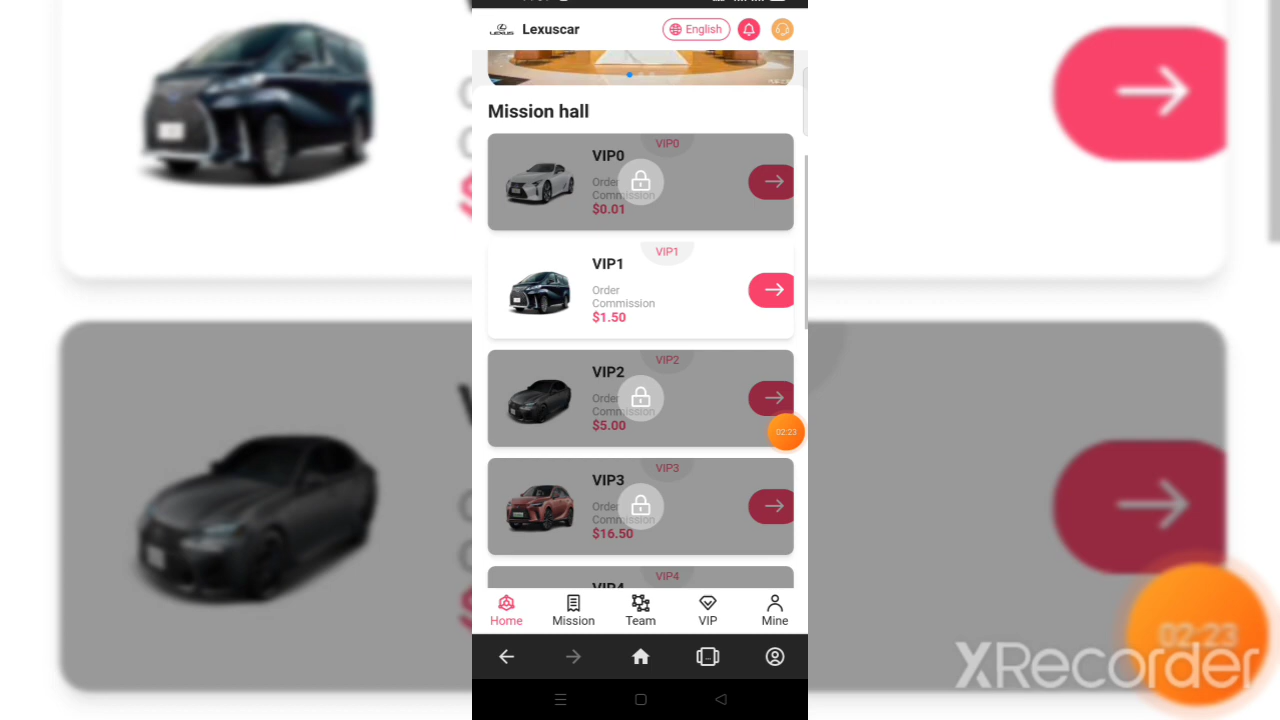 LEXUS Lexuscar English
Mission hall
VIP0
VIP0
Order
Commission
$0.01
VIP1
VIP1
Order
Commission
$1.50
VIP2
VIP2
Order
Commission
$5.00
02:23
VIP3
VIP3
Order
Commission
$16.50
VIP4
VIP4
Home Mission Team VIP Mine
02:23
XRecorder